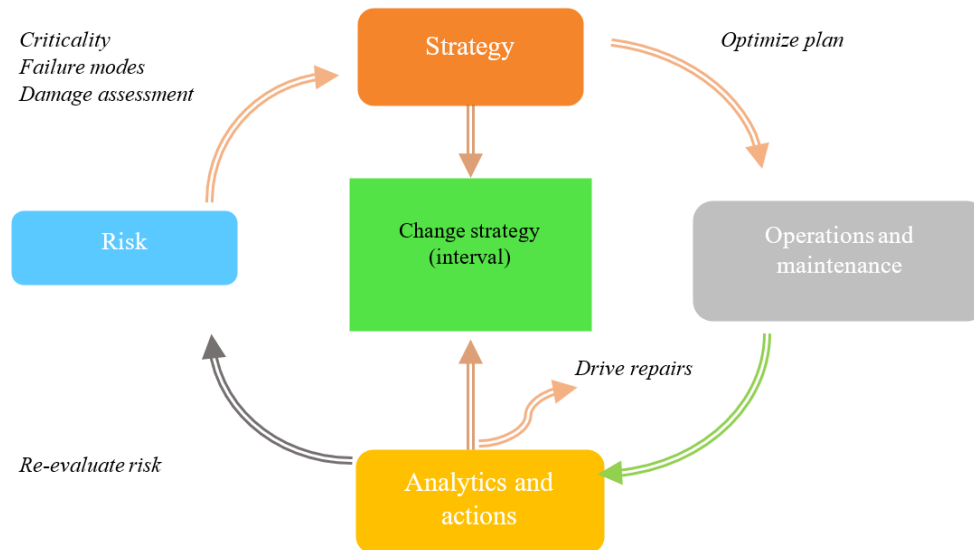 Criticality
Failure modes
Damage assessment
Strategy
Optimize plan
Risk
Change strategy
(interval)
Operations and
maintenance
Drive repairs
Re-evaluate risk
Analytics and
actions